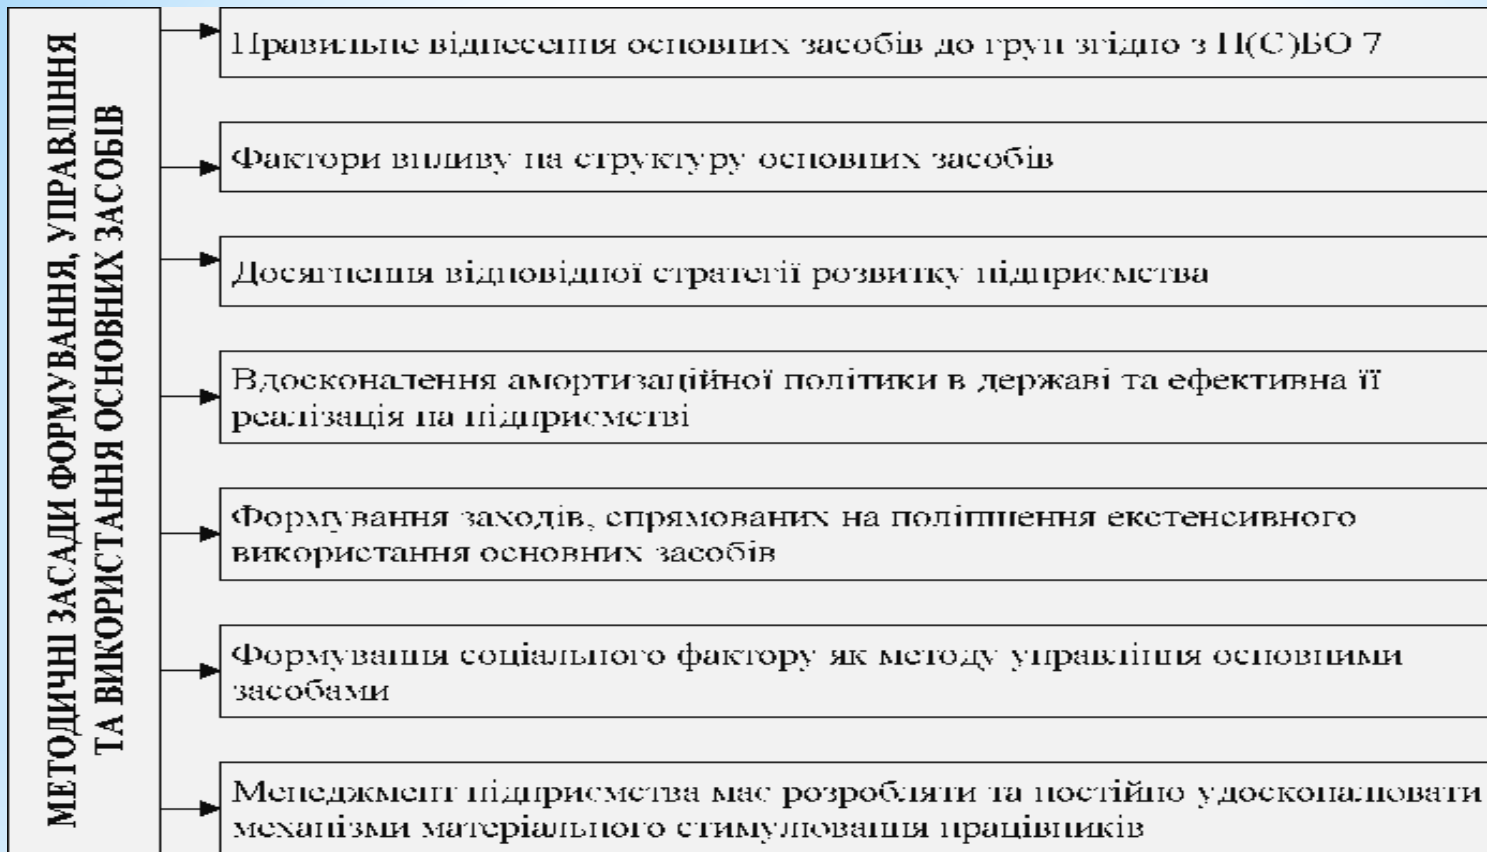 МЕТОДИЧНІ ЗАСАДИ ФОРМУВАННЯ, УПРАВЛІННЯ
ТА ВИКОРИСТАННЯ ОСНОВНИХ ЗАСОБІВ
Правильне віднесення основних засобів до груп згідно з П(С)БО 7
Фактори впливу на структуру основних засобів
Досягнення відповідної стратегії розвитку підприємства
Вдосконалення амортизаційної політики в державі та ефективна її
реалізація на підприємстві
Формування заходів, спрямованих на поліпшення екстенсивного
використання основних засобів
Формування соціального фактору як методу управління основними
засобами
Менеджмент підприємства має розробляти та постійно удосконалювати
механізми матеріального стимулювання працівників